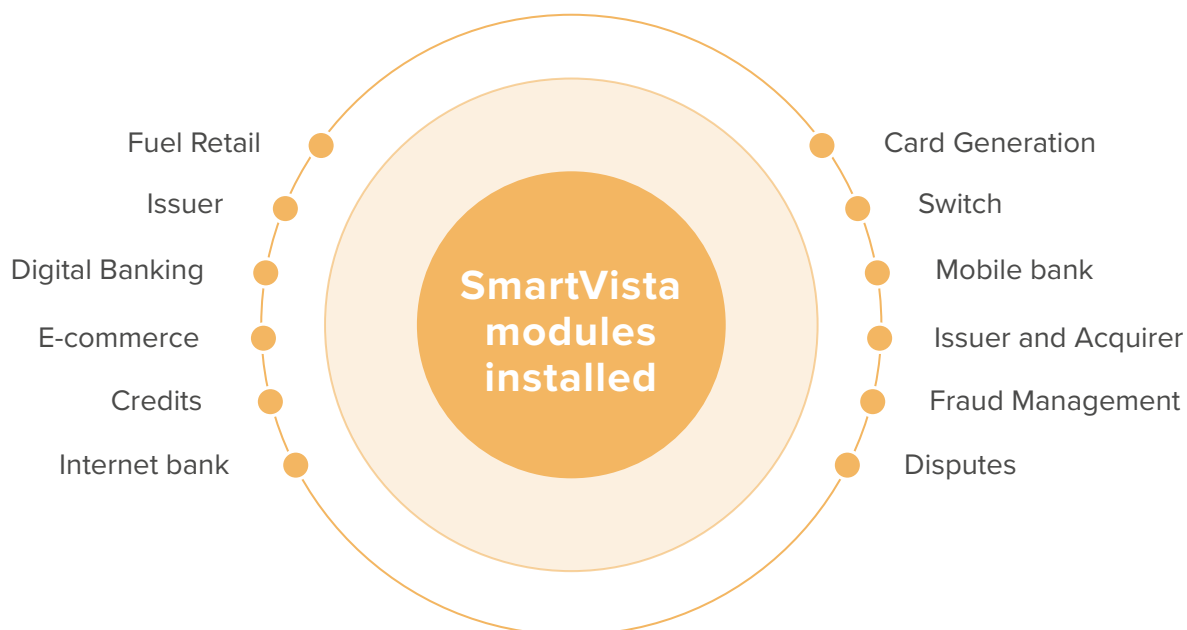 Fuel Retail
Issuer
Digital Banking
E-commerce
Credits
Internet bank
SmartVista
modules
installed
Card Generation
Switch
Mobile bank
Issuer and Acquirer
Fraud Management
Disputes